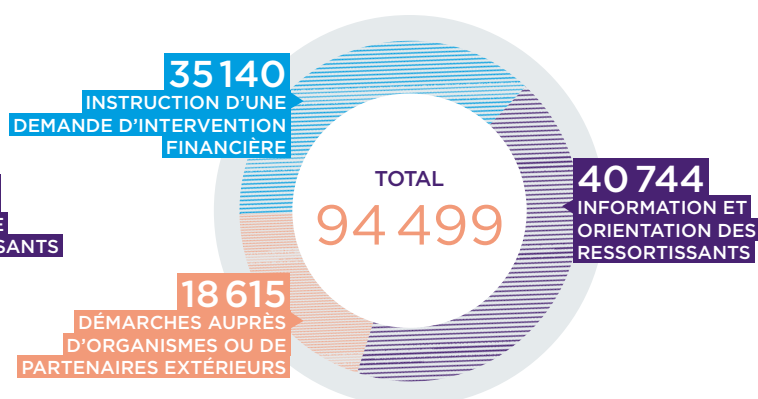 35 140
INSTRUCTION D'UNE
DEMANDE D'INTERVENTION
FINANCIÈRE
TOTAL
94 499
40 744
INFORMATION ET
ORIENTATION DES
RESSORTISSANTS
18 615
DÉMARCHES AUPRÈS
D'ORGANISMES OU DE
PARTENAIRES EXTÉRIEURS